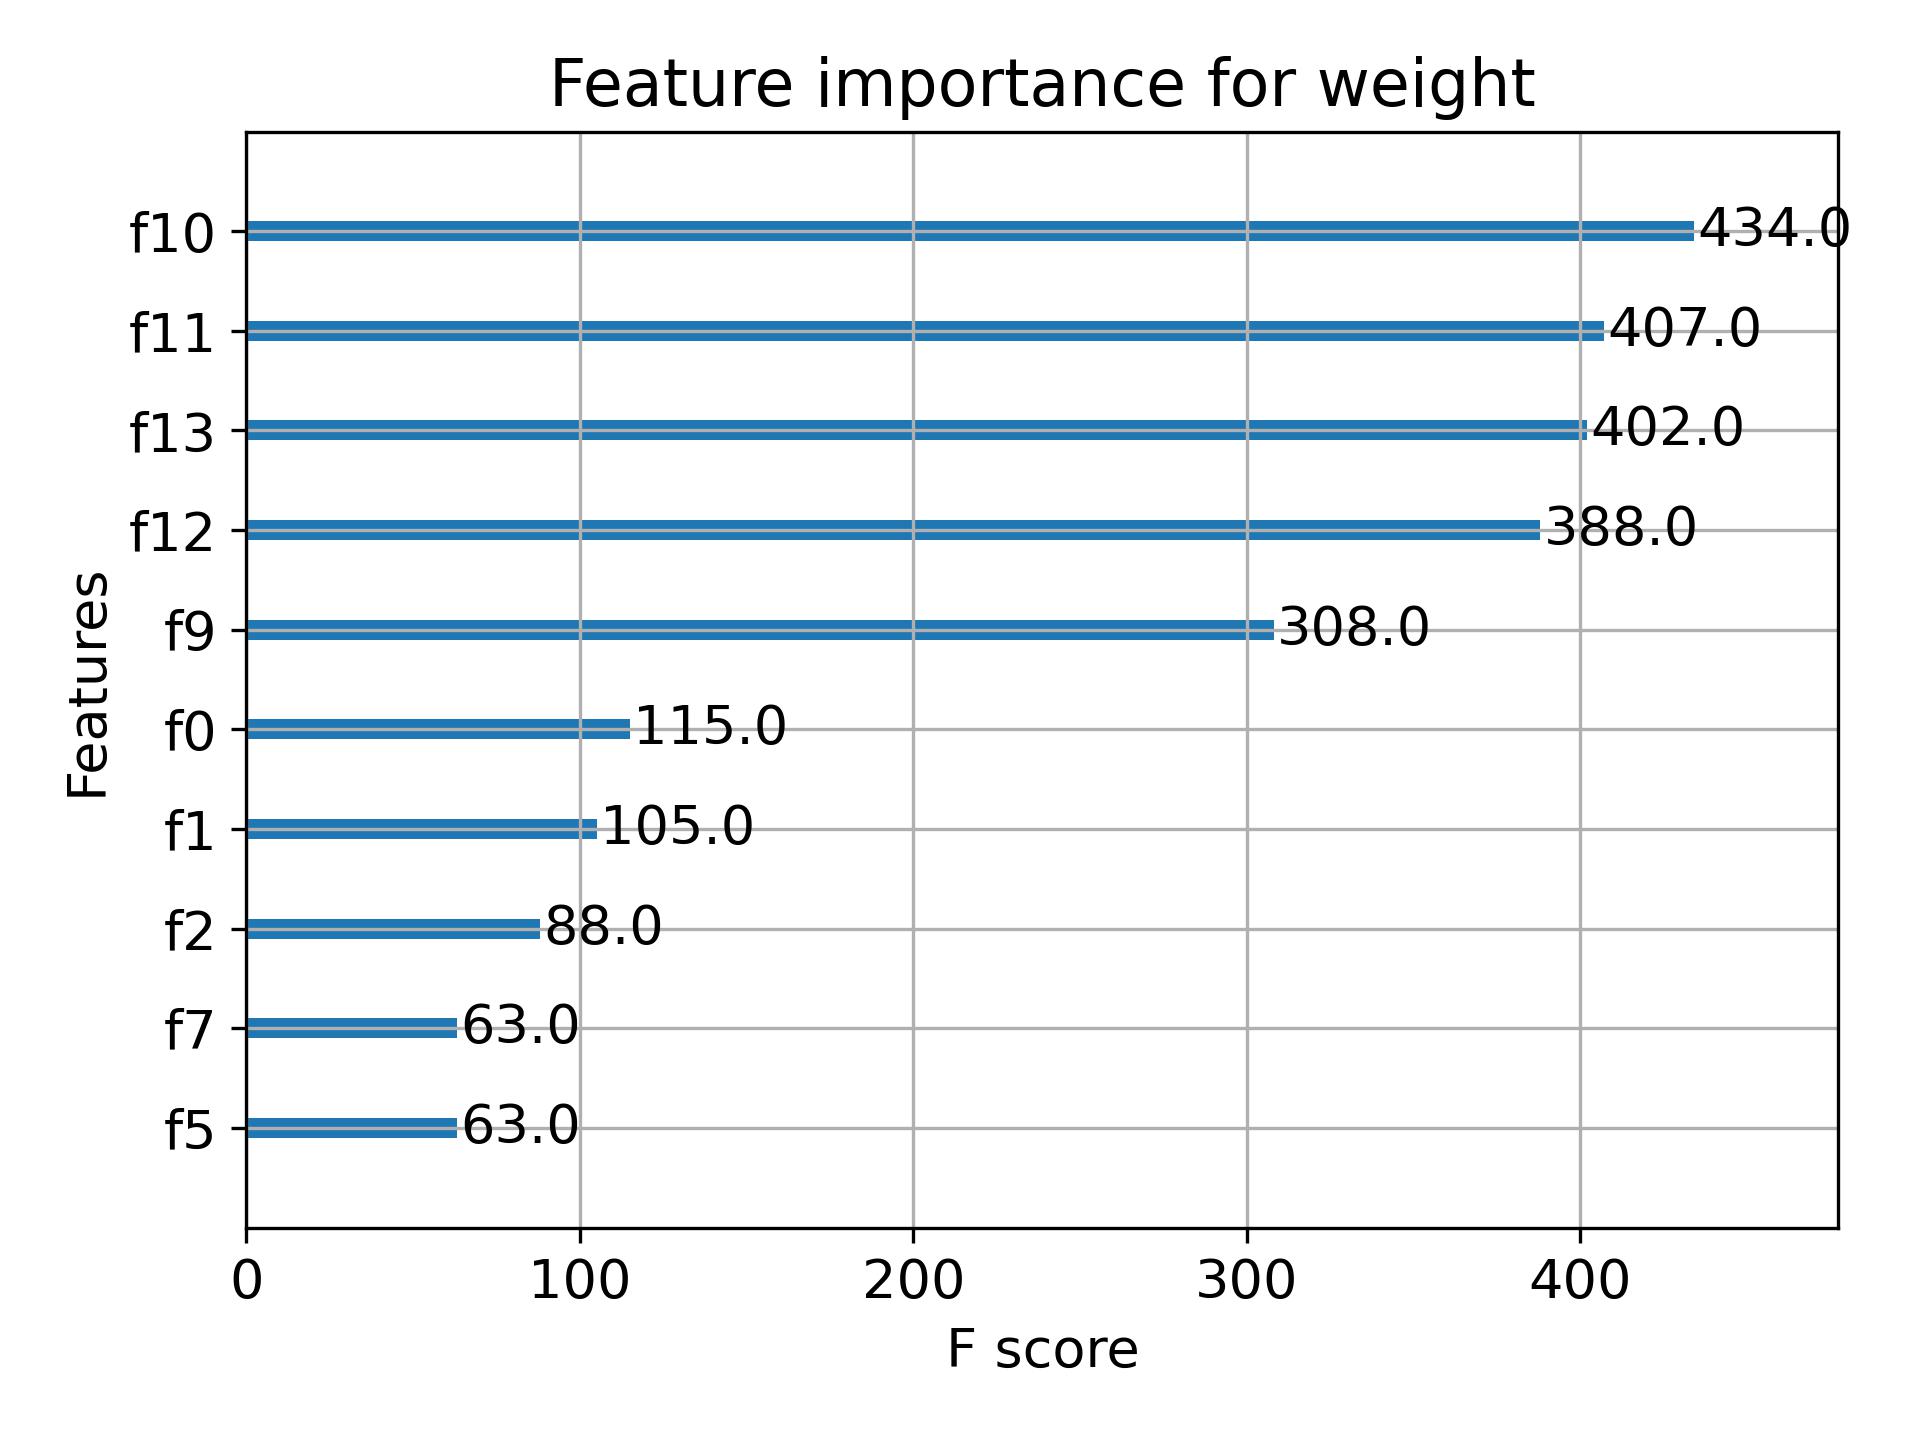 Feature importance for weight
f10 434.0
f11 407.0
f13 402.0
f12 388.0
f9 308.0
f0 115.0
f1 105.0
f2 88.0
f7 63.0
f5 63.0
Features
0 100 200 300 400
F score